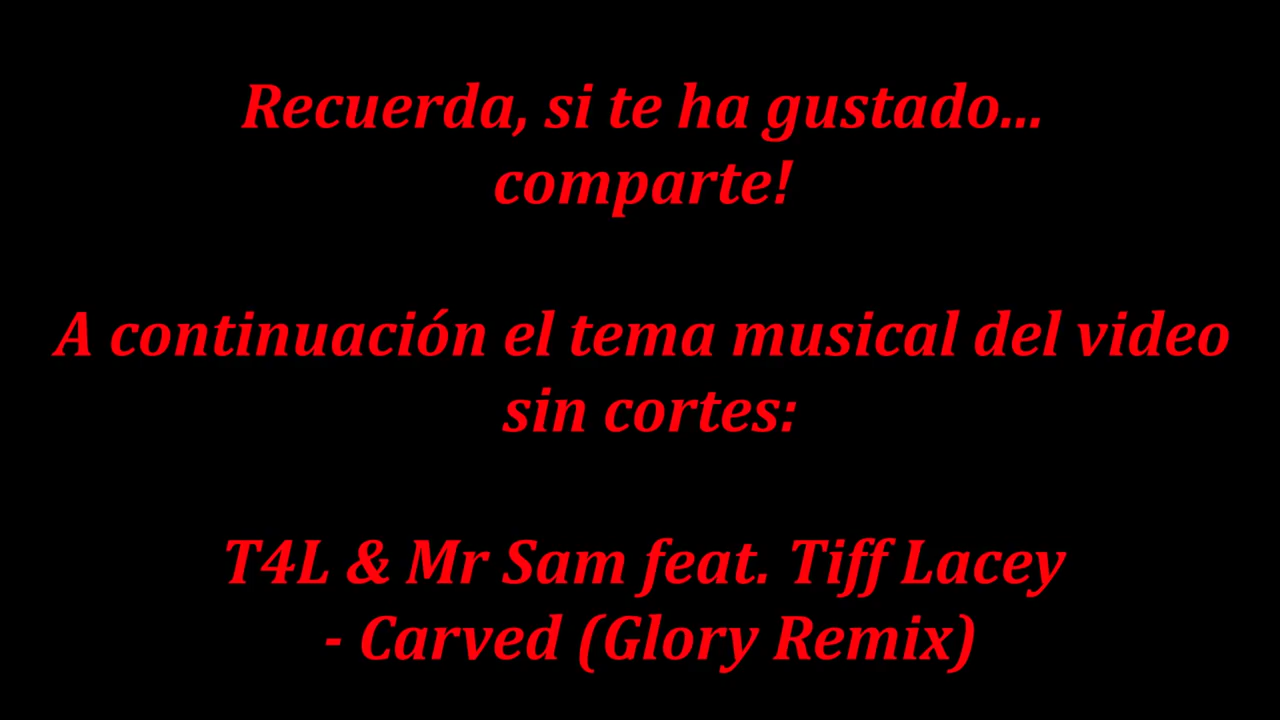 Recuerda, si te ha gustado...
comparte!
A continuación el tema musical del video
sin cortes:
T4L & Mr Sam feat. Tiff Lacey
- Carved (Glory Remix)